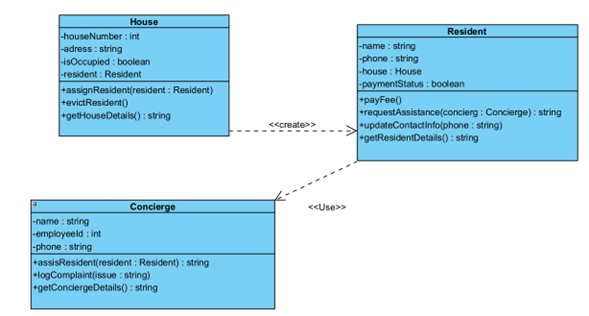 House
-houseNumber : int
-adress : string
-isOccupied : boolean
-resident : Resident
+assignResident(resident : Resident)
+evictResident()
+getHouseDetails() : string
<<create>>
Resident
-name : string
-phone : string
-house : House
-paymentStatus : boolean
+payFee()
+requestAssistance(concierg : Concierge) : string
+updateContactInfo(phone : string)
+getResidentDetails() : string
<<Use>>
a
Concierge
-name : string
-employeeId : int
-phone : string
+assisResident(resident : Resident) : string
+logComplaint(issue : string)
+getConciergeDetails() : string